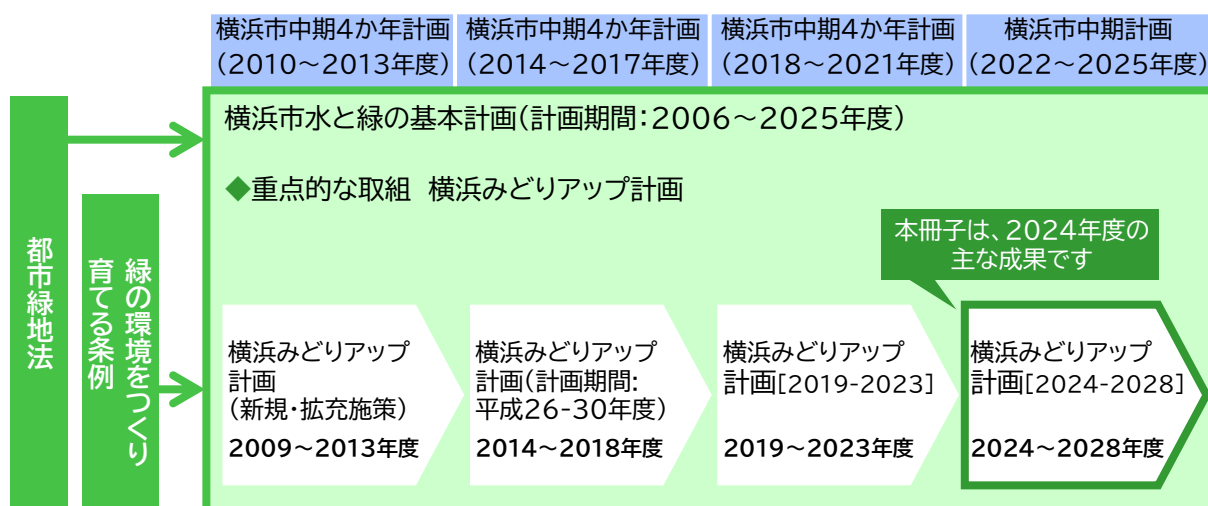 横浜市中期4か年計画
(2010～2013年度)
横浜市中期4か年計画
(2014～2017年度)
横浜市中期4か年計画
(2018～2021年度)
横浜市中期計画
(2022～2025年度)
都市緑地法
緑の環境をつくり
育てる条例
横浜市水と緑の基本計画(計画期間：2006～2025年度)
◆重点的な取組 横浜みどりアップ計画
本冊子は、2024年度の
主な成果です
横浜みどりアップ
計画
(新規・拡充施策)
2009～2013年度
横浜みどりアップ
計画(計画期間:
平成26-30年度)
2014～2018年度
横浜みどりアップ
計画[2019-2023]
2019～2023年度
横浜みどりアップ
計画[2024-2028]
2024～2028年度